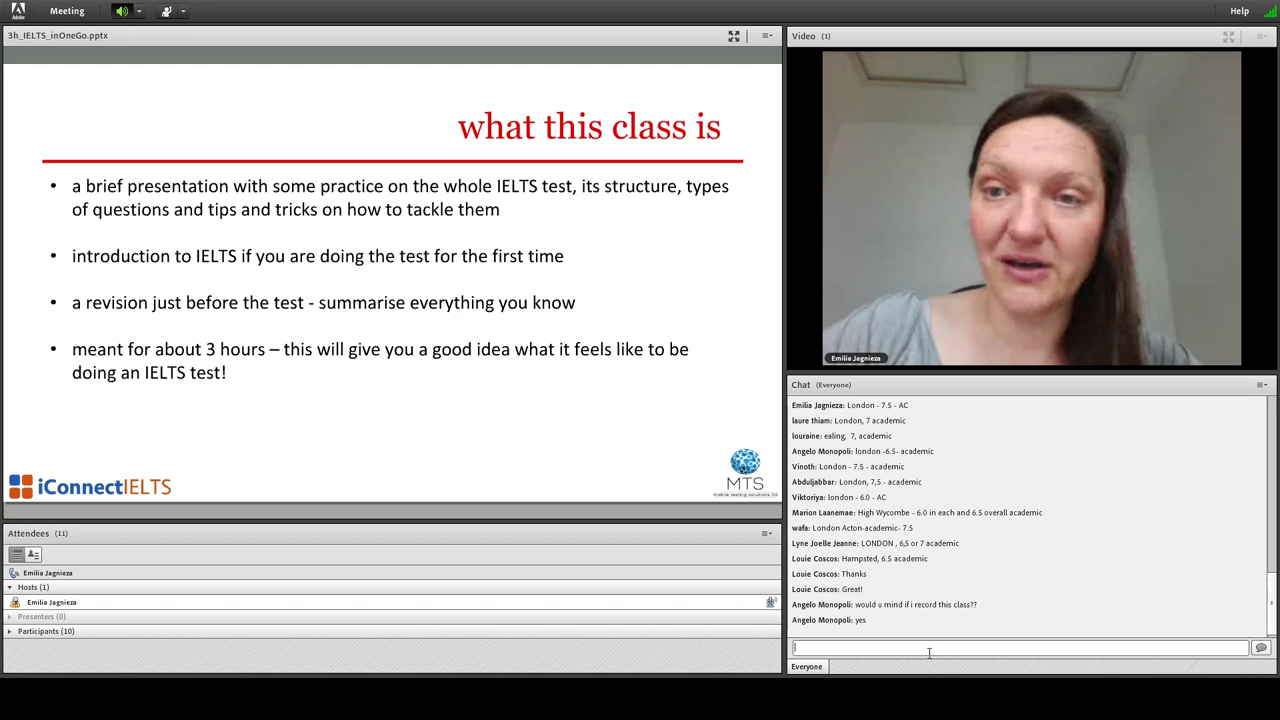 Adobe
Meeting
Help
3h_IELTS_inOneGo.pptx
what this class is
• a brief presentation with some practice on the whole IELTS test, its structure, types
of questions and tips and tricks on how to tackle them
• introduction to IELTS if you are doing the test for the first time
• a revision just before the test - summarise everything you know
• meant for about 3 hours – this will give you a good idea what it feels like to be
doing an IELTS test!
iConnectIELTS
MTS
mobile testing solutions ltd
Attendees (11)
Emilia Jagnieza
Hosts (1)
Emilia Jagnieza
Presenters (0)
Participants (10)
Video (1)
Emilia Jagnieza
Chat (Everyone)
Emilia Jagnieza: London - 7.5 - AC
laure thiam: London, 7 academic
louraine: ealing, 7, academic
Angelo Monopoli: london -6.5- academic
Vinoth: London - 7.5 - academic
Abduljabbar: London, 7,5 - academic
Viktoriya: london - 6.0 - AC
Marion Laanemae: High Wycombe - 6.0 in each and 6.5 overall academic
wafa: London Acton-academic- 7.5
Lyne Joelle Jeanne: LONDON , 6,5 or 7 academic
Louie Coscos: Hampsted, 6.5 academic
Louie Coscos: Thanks
Louie Coscos: Great!
Angelo Monopoli: would u mind if i record this class??
Angelo Monopoli: yes
Everyone